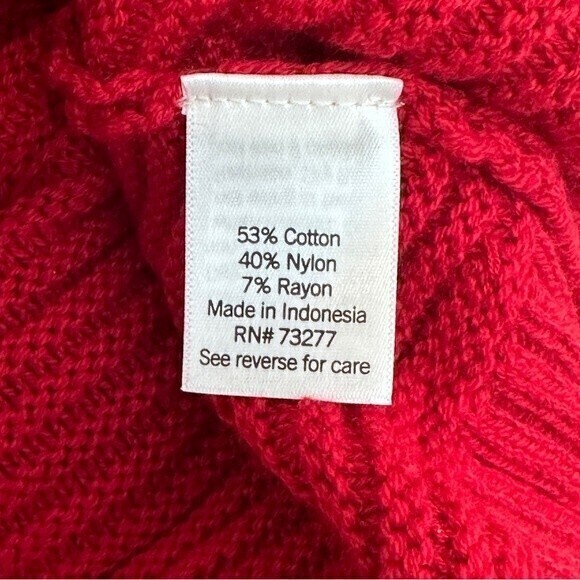 53% Cotton
40% Nylon
7% Rayon
Made in Indonesia
RN# 73277
See reverse for care